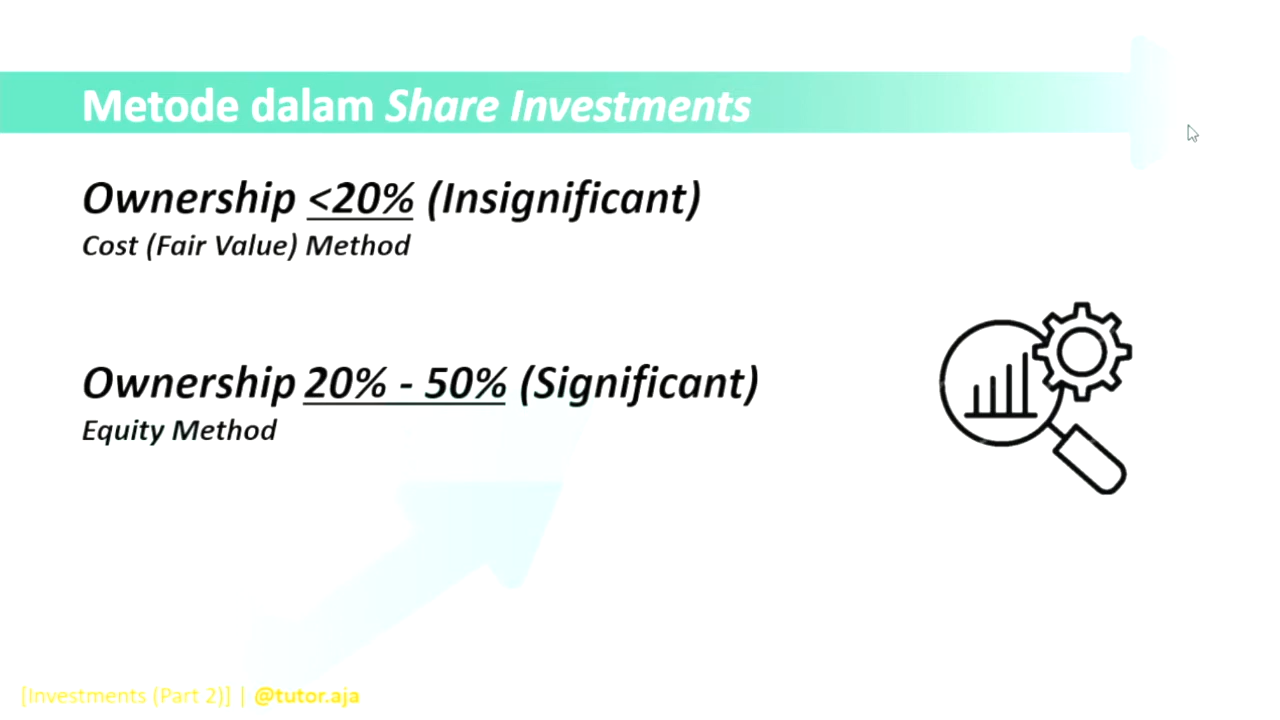 Metode dalam Share Investments
Ownership <20% (Insignificant)
Cost (Fair Value) Method
Ownership 20% - 50% (Significant)
Equity Method
[Investments (Part 2)] | @tutor.aja